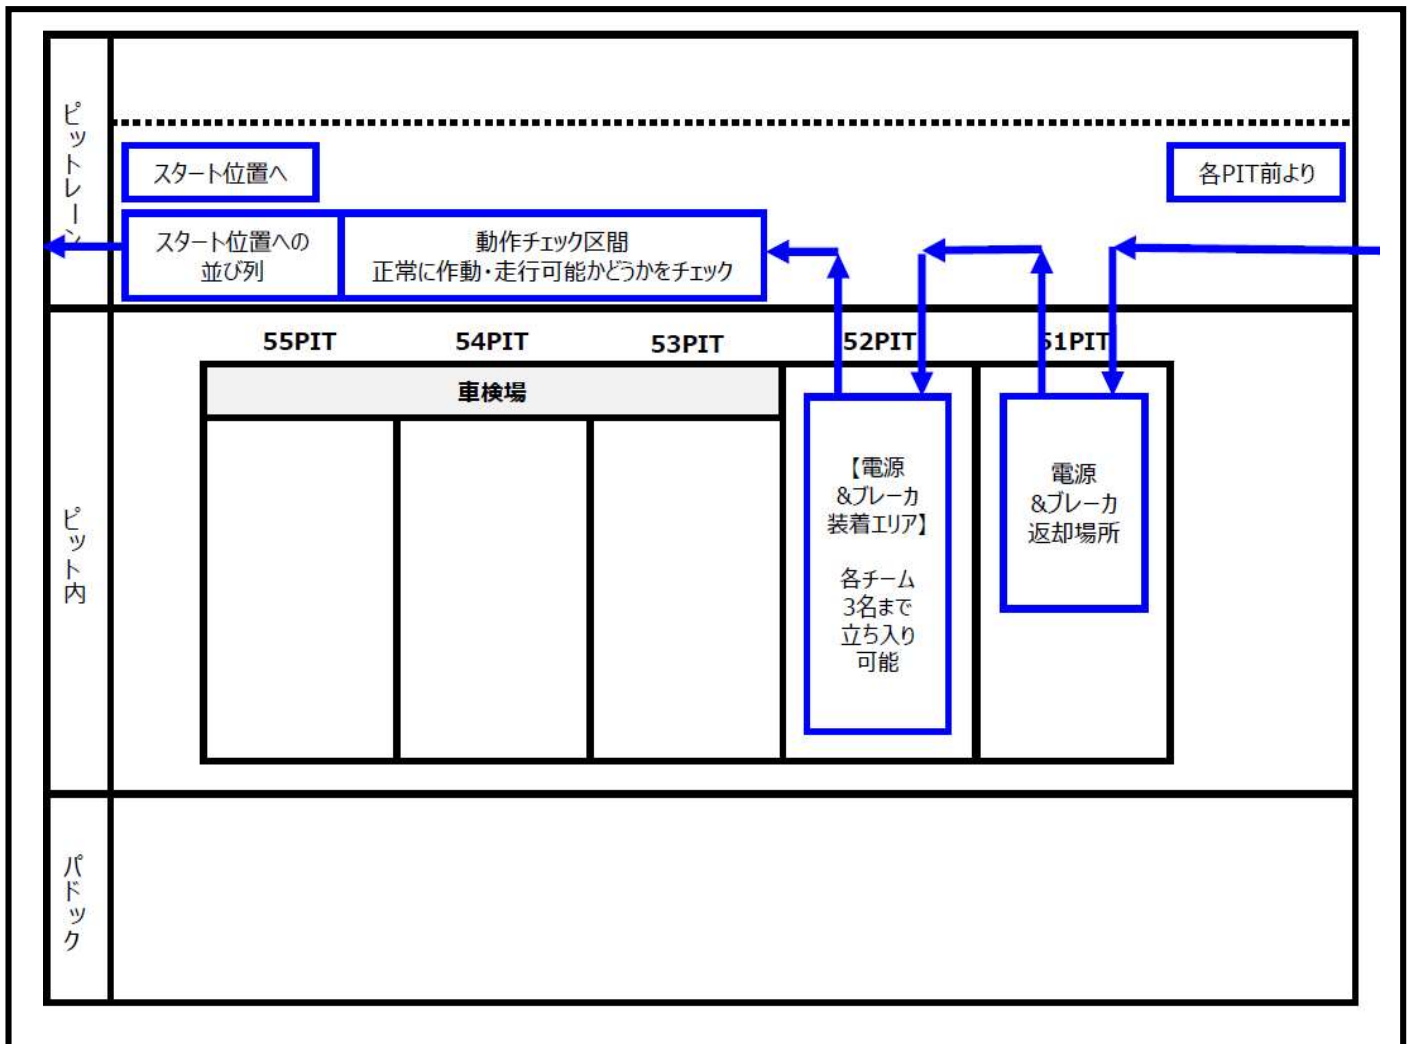 ピットレーン
スタート位置へ
各PIT前より
スタート位置への
並び列
動作チェック区間
正常に作動・走行可能かどうかをチェック
ピット内
55PIT
54PIT
53PIT
52PIT
51PIT
車検場
【電源
&ブレーカ
装着エリア】
各チーム
3名まで
立ち入り
可能
電源
&ブレーカ
返却場所
パドック